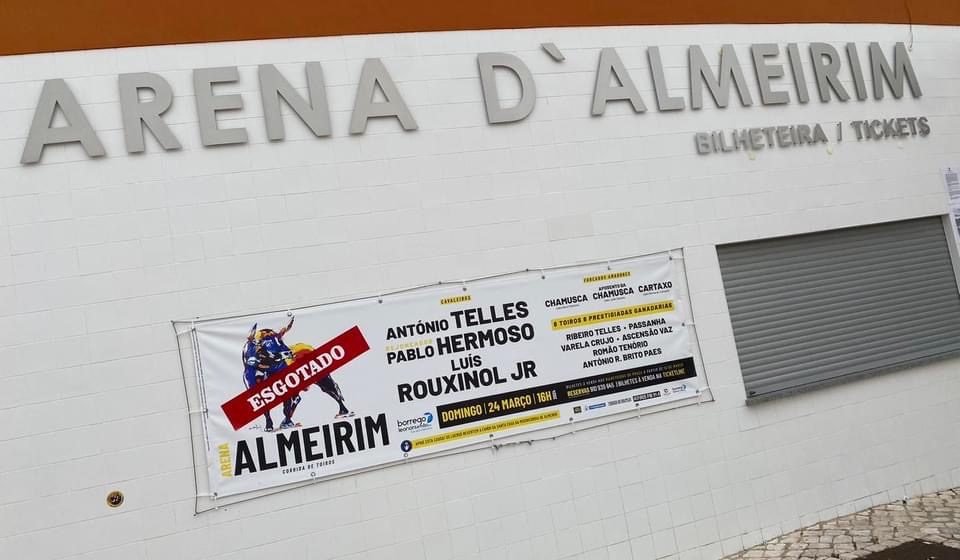 ARENA D`ALMEIRIM
BILHETEIRA / TICKETS
ESGOTADO
ARENA
ALMEIRIM
CORRIDA DE TOIROS
CAVALEIROS
ANTÓNIO TELLES
REJONEADOR
PABLO HERMOSO
LUÍS
ROUXINOL JR
borrego
DOMINGO | 24 MARÇO | 16H
FORCADOS AMADORES
CHAMUSCA
APOSENTO DA
CHAMUSCA
CARTAXO
6 TOIROS 6 PRESTIGIADAS GANADARIAS
RIBEIRO TELLES • PASSANHA
VARELA CRUJO • ASCENSÃO VAZ
ROMÃO TENÓRIO
ANTÓNIO R. BRITO PAES